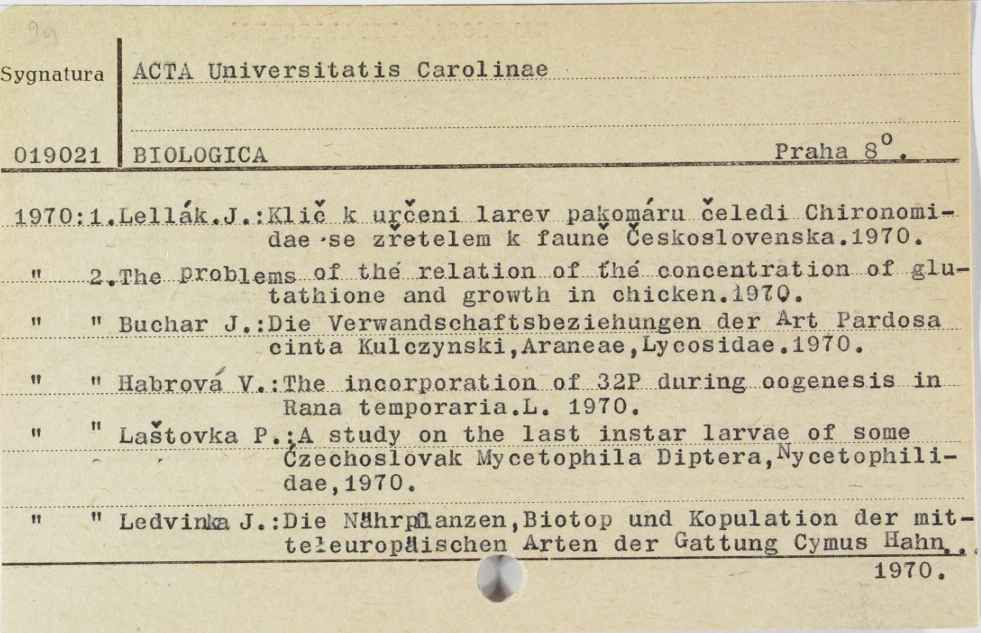 99
Sygnatura ACTA Universitatis Carolinae
019021 BIOLOGICA Praha 8º.
1970:1.Lellák.J.:Klič k určeni larev pakomáru čeledi Chironomi-
dae se zřetelem k fauně Československa.1970.
" 2.The problems of the relation of the concentration of glu-
tathione and growth in chicken.1970.
" " Buchar J.:Die Verwandschaftsbeziehungen der Art Pardosa
cinta Kulczynski,Araneae,Lycosidae.1970.
" " Habrová V.:The incorporation of 32P during oogenesis in
Rana temporaria.L. 1970.
" " Laštovka P.:A study on the last instar larvae of some
Czechoslovak Mycetophila Diptera,Nycetophili-
dae,1970.
" " Ledvinka J.:Die Nährpflanzen,Biotop und Kopulation der mit-
teleuropäischen Arten der Gattung Cymus Hahn..
1970.